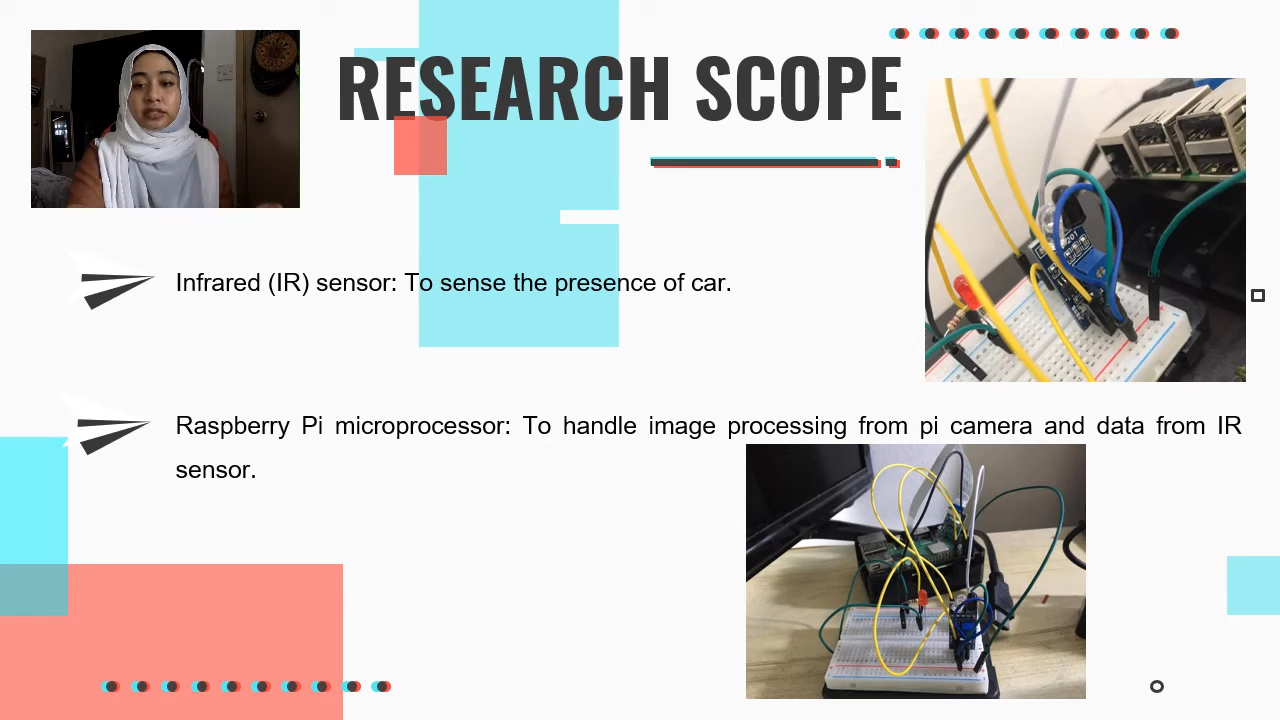 RESEARCH SCOPE
Infrared (IR) sensor: To sense the presence of car.
Raspberry Pi microprocessor: To handle image processing from pi camera and data from IR
sensor.